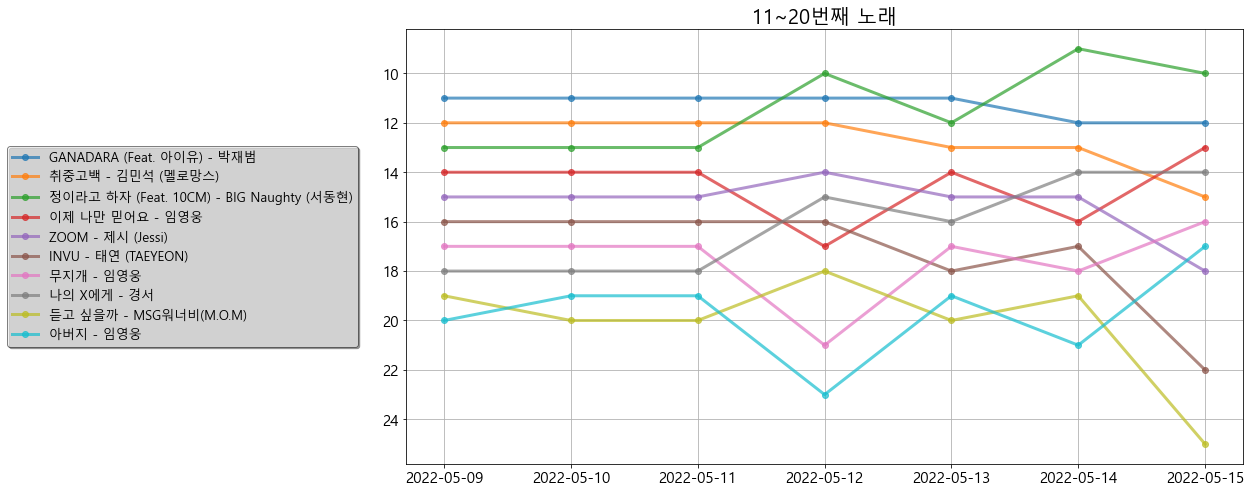 11~20번째 노래
GANADARA (Feat. 아이유) - 박재범
취중고백 - 김민석 (멜로망스)
정이라고 하자 (Feat. 10CM) - BIG Naughty (서동현)
이제 나만 믿어요 - 임영웅
ZOOM - 제시 (Jessi)
INVU - 태연 (TAEYEON)
무지개 - 임영웅
나의 X에게 - 경서
듣고 싶을까 - MSG워너비(M.O.M)
아버지 - 임영웅
10
12
14
16
18
20
22
24
2022-05-09 2022-05-10 2022-05-11 2022-05-12 2022-05-13 2022-05-14 2022-05-15